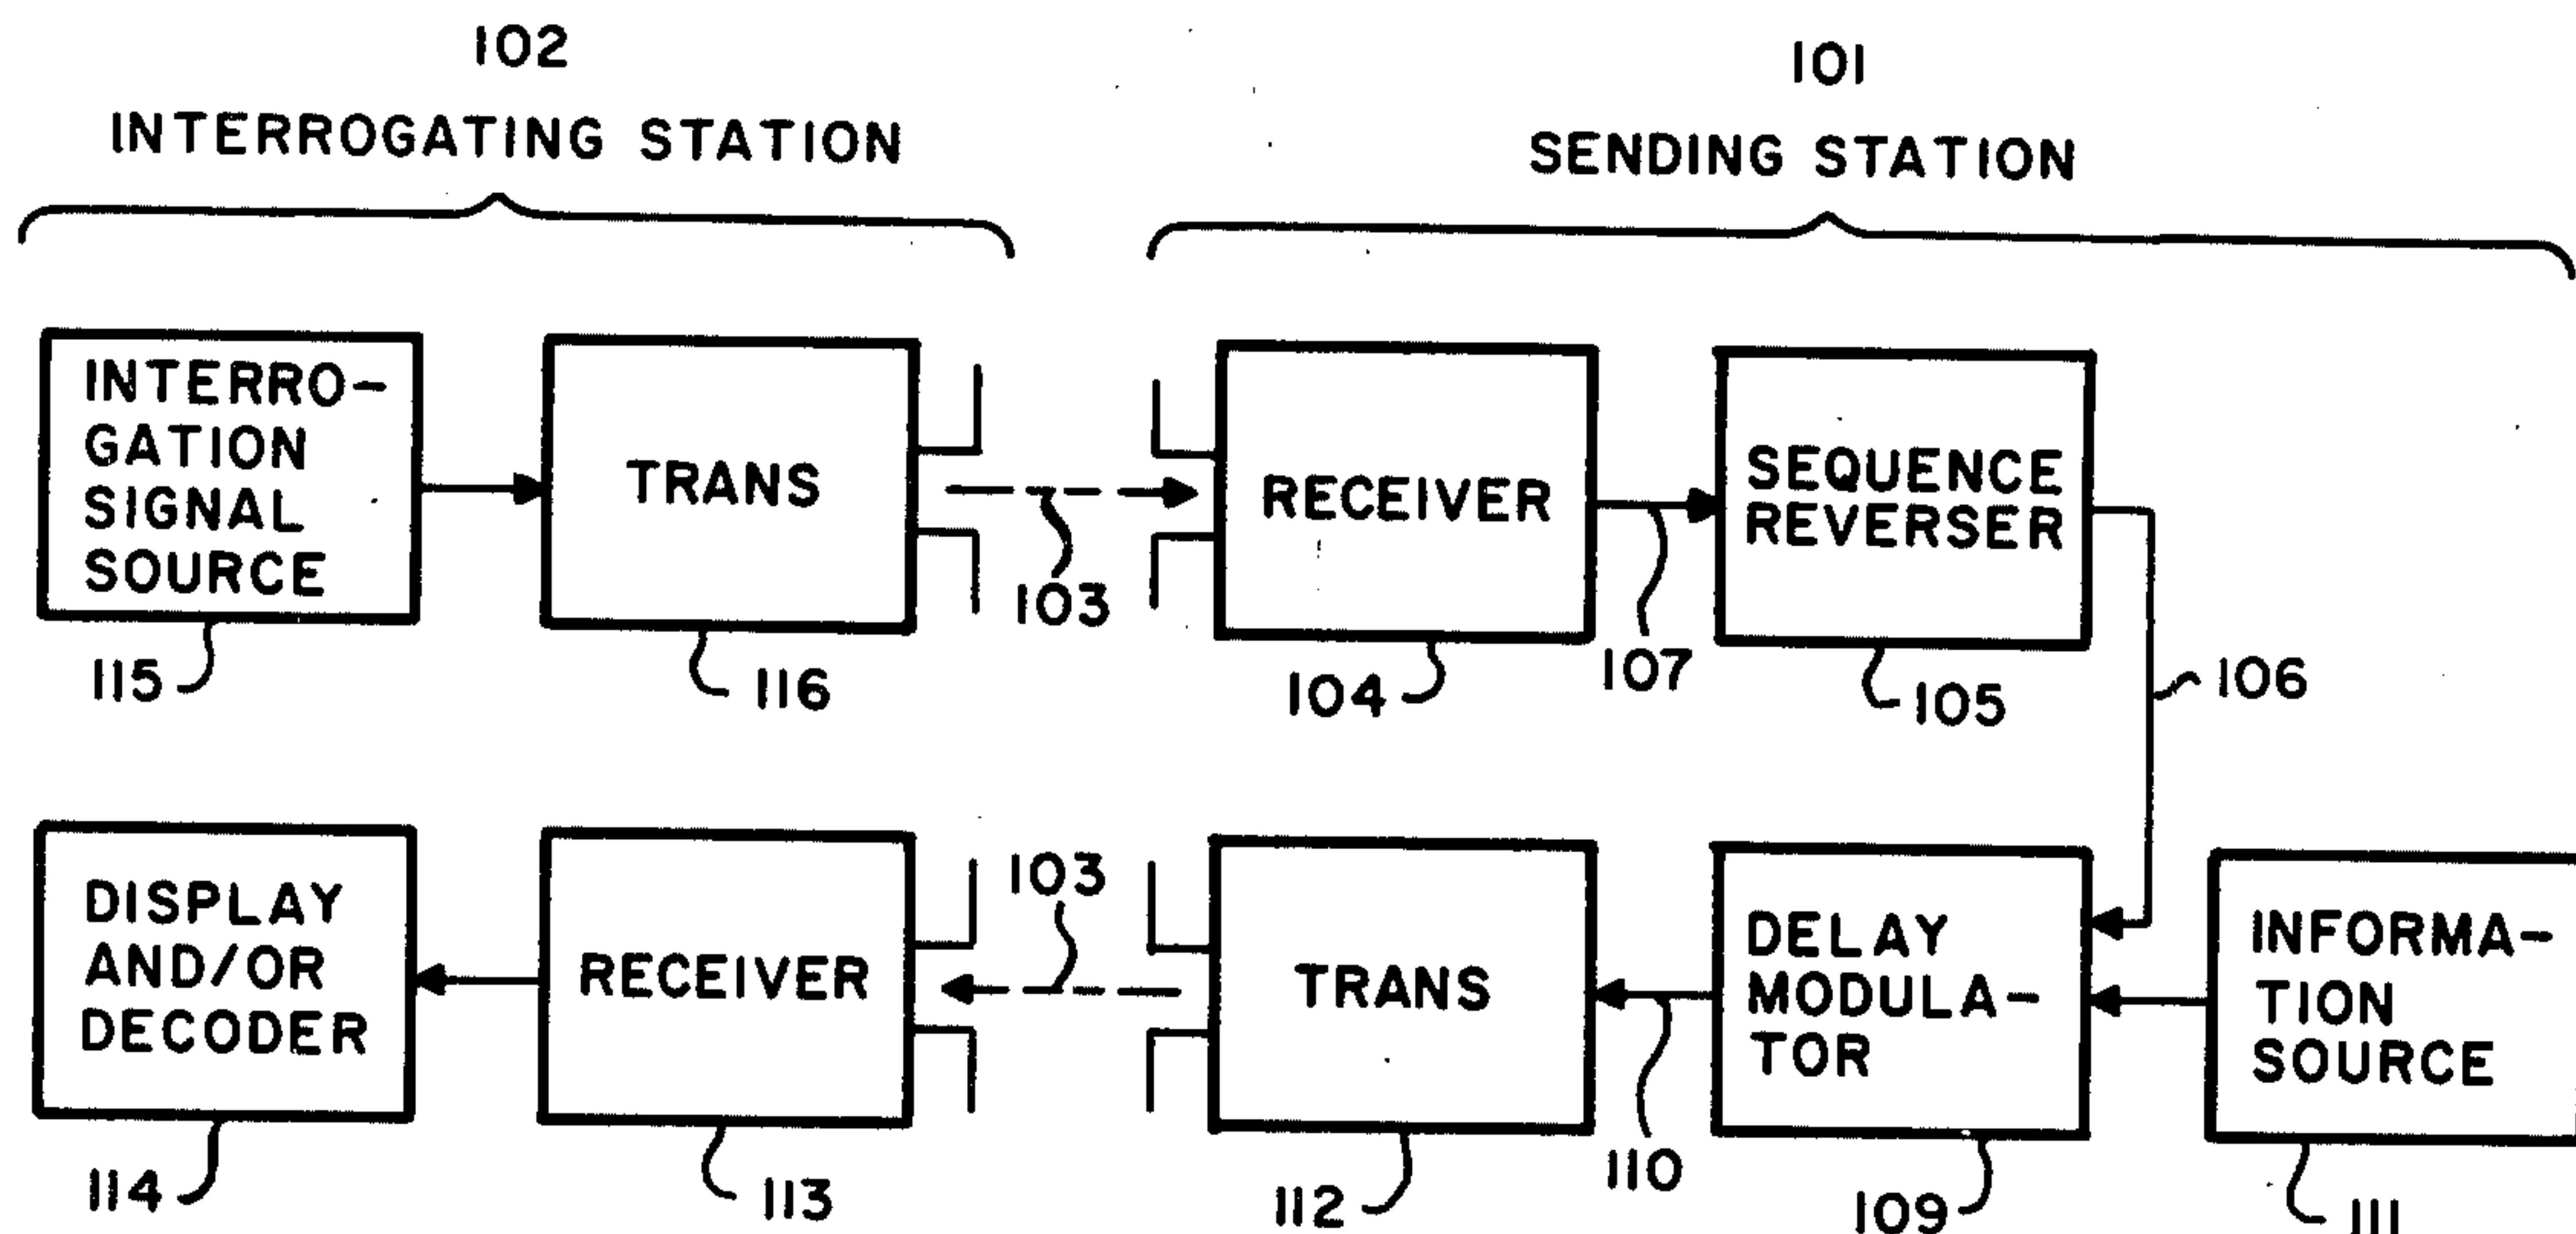 102
INTERROGATING STATION
101
SENDING STATION
INTERRO-
GATION
SIGNAL
SOURCE
TRANS
RECEIVER
SEQUENCE
REVERSER
103
115
116
104
107
105
106
DISPLAY
AND/OR
DECODER
RECEIVER
103
TRANS
DELAY
MODULA-
TOR
INFORMA-
TION
SOURCE
114
113
112
110
109
111